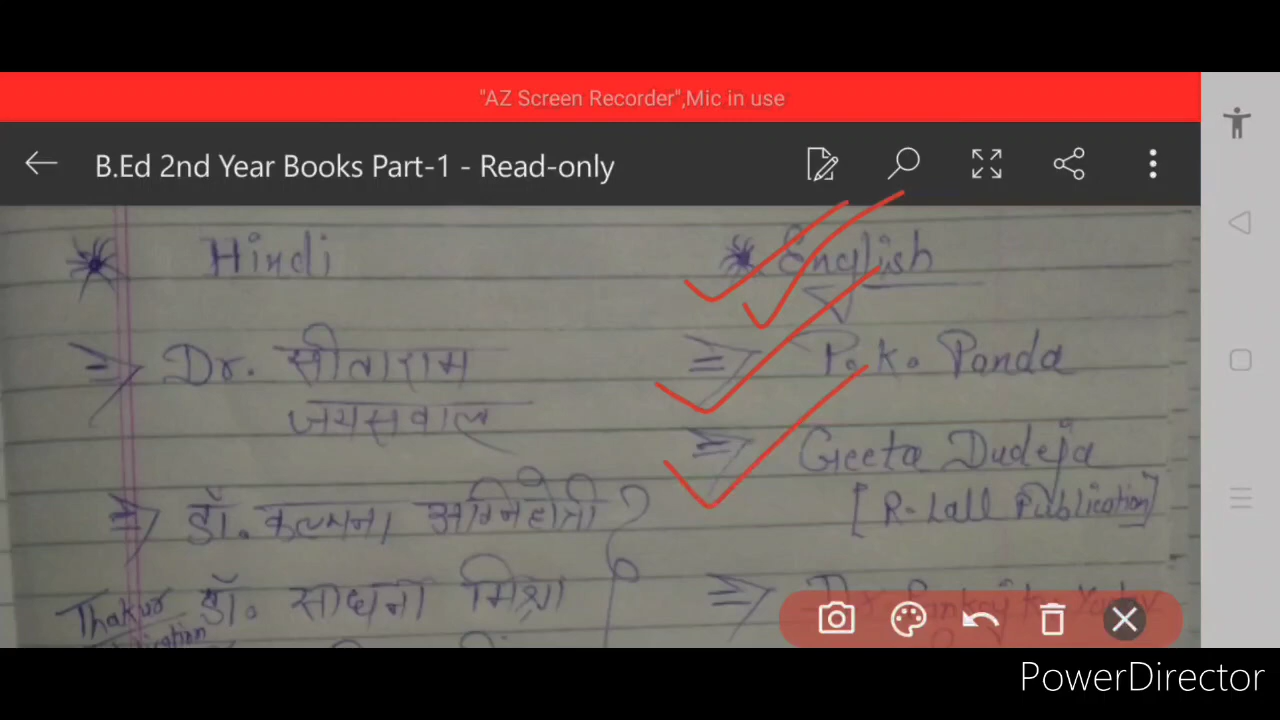 "AZ Screen Recorder",Mic in use
B.Ed 2nd Year Books Part-1 - Read-only
Hindi
English
Dr. सीताराम
जयसवाल
P.K. Panda
Geeta Dudeja
[R. Lall Publication]
डॉ. कल्पना अग्निहोत्री
Thakur डॉ. साधना मिश्रा
PowerDirector